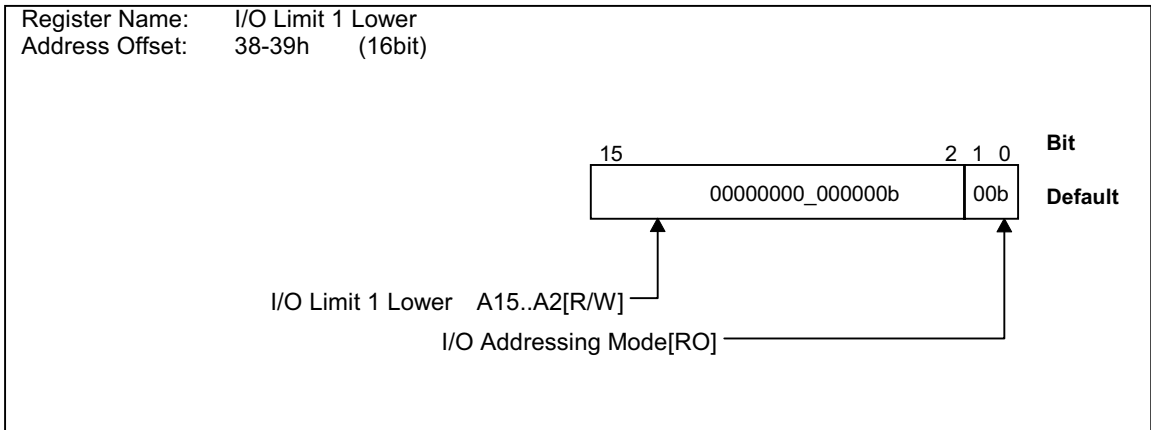 Register Name: I/O Limit 1 Lower
Address Offset: 38-39h (16bit)
Bit
15 2 1 0
00000000_000000b 00b Default
I/O Limit 1 Lower A15..A2[R/W]
I/O Addressing Mode[RO]